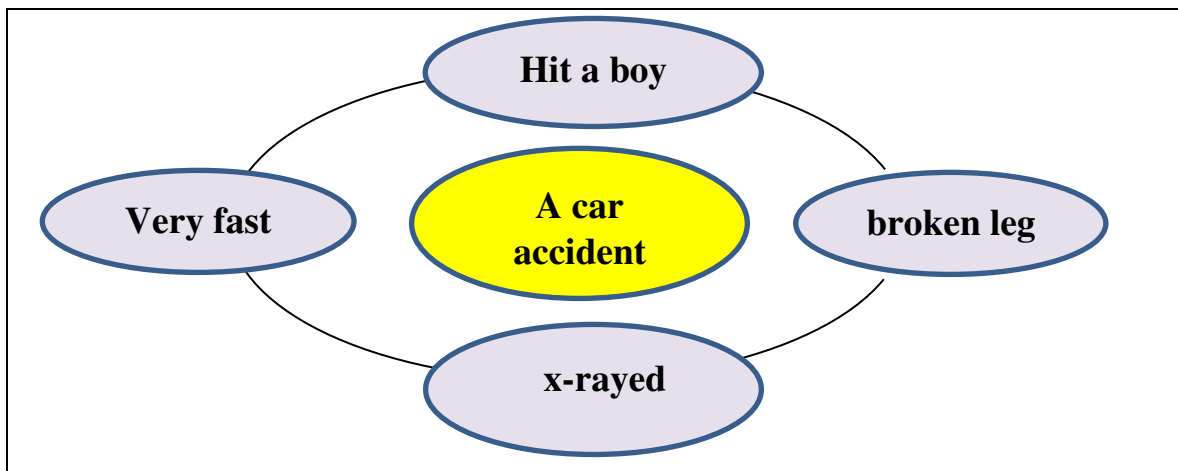 Hit a boy
Very fast
A car
accident
broken leg
x-rayed